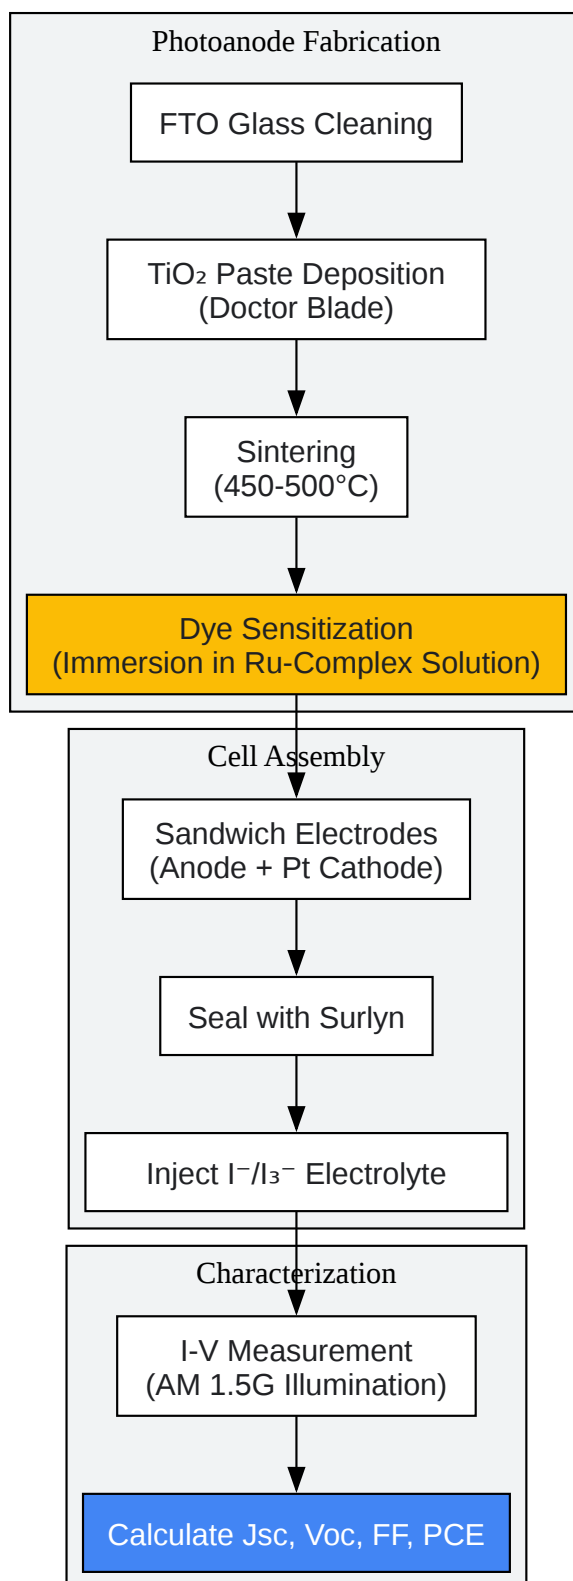 Photoanode Fabrication
FTO Glass Cleaning
TiO₂ Paste Deposition
(Doctor Blade)
Sintering
(450-500°C)
Dye Sensitization
(Immersion in Ru-Complex Solution)
Cell Assembly
Sandwich Electrodes
(Anode + Pt Cathode)
Seal with Surlyn
Inject I⁻/I₃⁻ Electrolyte
Characterization
I-V Measurement
(AM 1.5G Illumination)
Calculate Jsc, Voc, FF, PCE